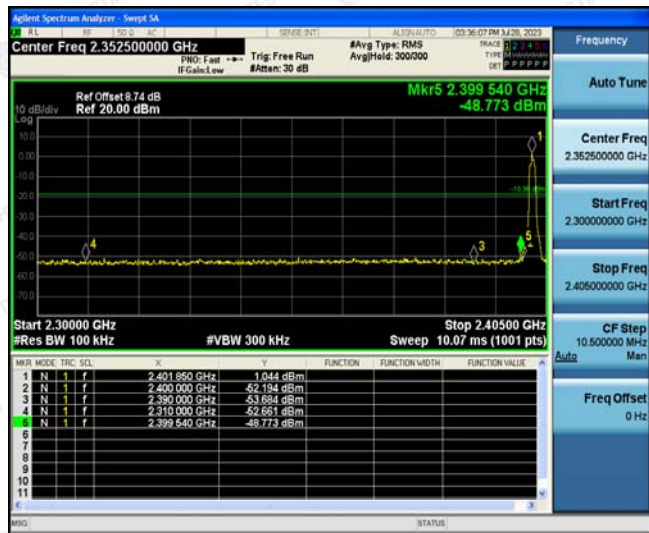 Agilent Spectrum Analyzer - Swept SA
RL RF 50 Ω AC SENSE:INT ALIGN AUTO 03:36:07 PM Jul 28, 2023
Center Freq 2.352500000 GHz #Avg Type: RMS TRACE 1 2 3 4 5 6
PNO: Fast Trig: Free Run Avg|Hold: 300/300 TYPE
IFGain:Low #Atten: 30 dB DET P P P P P P
Mkr5 2.399 540 GHz
-48.773 dBm
Ref Offset 8.74 dB
10 dB/div Ref 20.00 dBm
Log
10.0
0.00
-10.0
-20.0
-30.0
-40.0
-50.0
-60.0
-70.0
1
4
3
5
Start 2.30000 GHz Stop 2.40500 GHz
#Res BW 100 kHz #VBW 300 kHz Sweep 10.07 ms (1001 pts)
MKR MODE TRC SCL X Y FUNCTION FUNCTION WIDTH FUNCTION VALUE
1 N 1 f 2.401 850 GHz 1.044 dBm
2 N 1 f 2.400 000 GHz -52.194 dBm
3 N 1 f 2.390 000 GHz -53.684 dBm
4 N 1 f 2.310 000 GHz -52.661 dBm
5 N 1 f 2.399 540 GHz -48.773 dBm
6
7
8
9
10
11
MSG STATUS
Frequency
Auto Tune
Center Freq
2.352500000 GHz
Start Freq
2.300000000 GHz
Stop Freq
2.405000000 GHz
CF Step
10.500000 MHz
Auto Man
Freq Offset
0 Hz